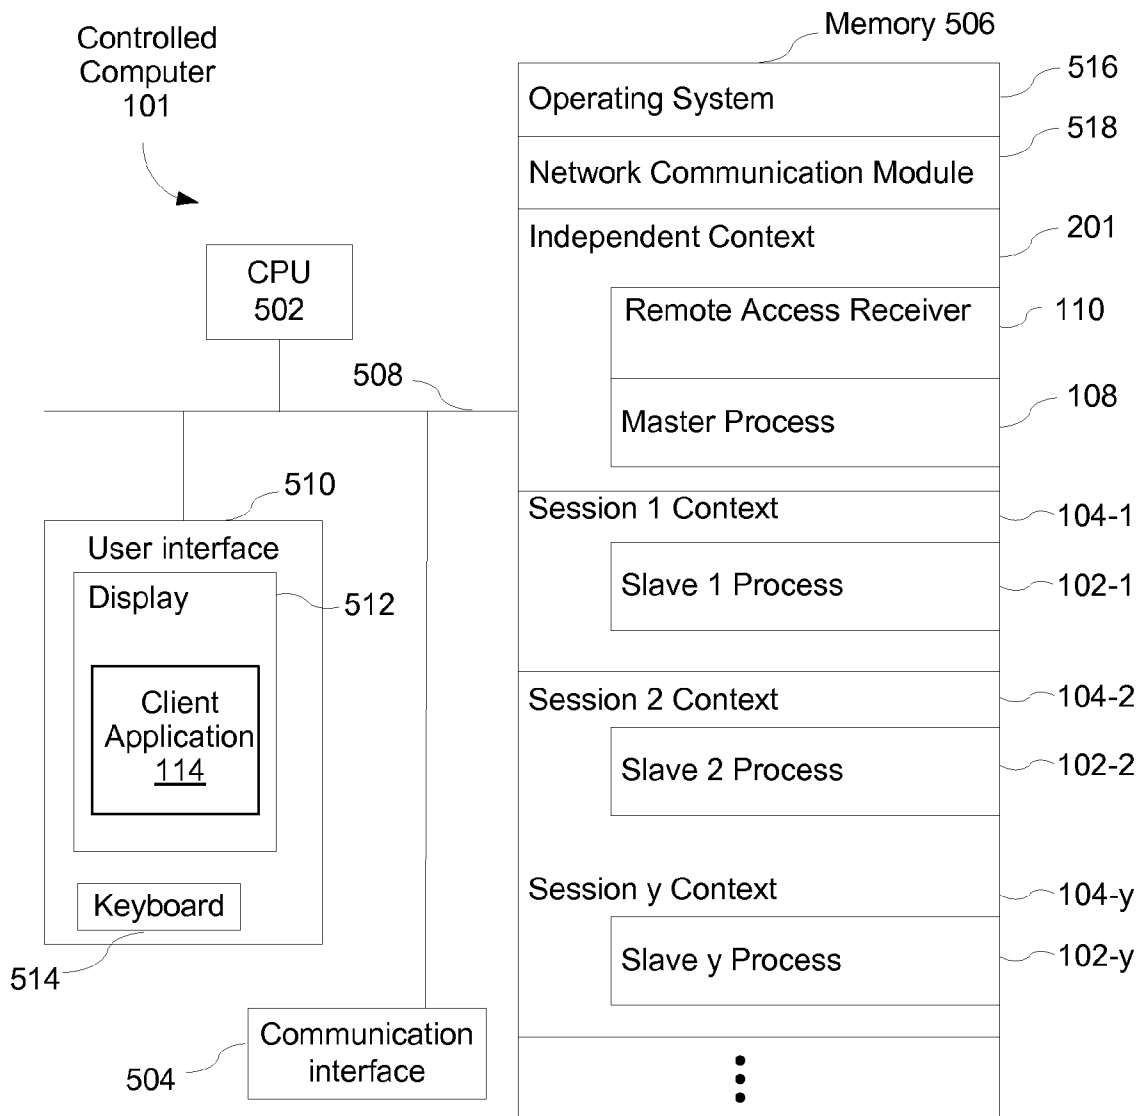 Controlled
Computer
101
Memory 506
Operating System
516
Network Communication Module
518
Independent Context
201
Remote Access Receiver
110
Master Process
108
CPU
502
508
510
User interface
Display
512
Client
Application
114
Keyboard
514
Communication
interface
504
Session 1 Context
104-1
Slave 1 Process
102-1
Session 2 Context
104-2
Slave 2 Process
102-2
Session y Context
104-y
Slave y Process
102-y